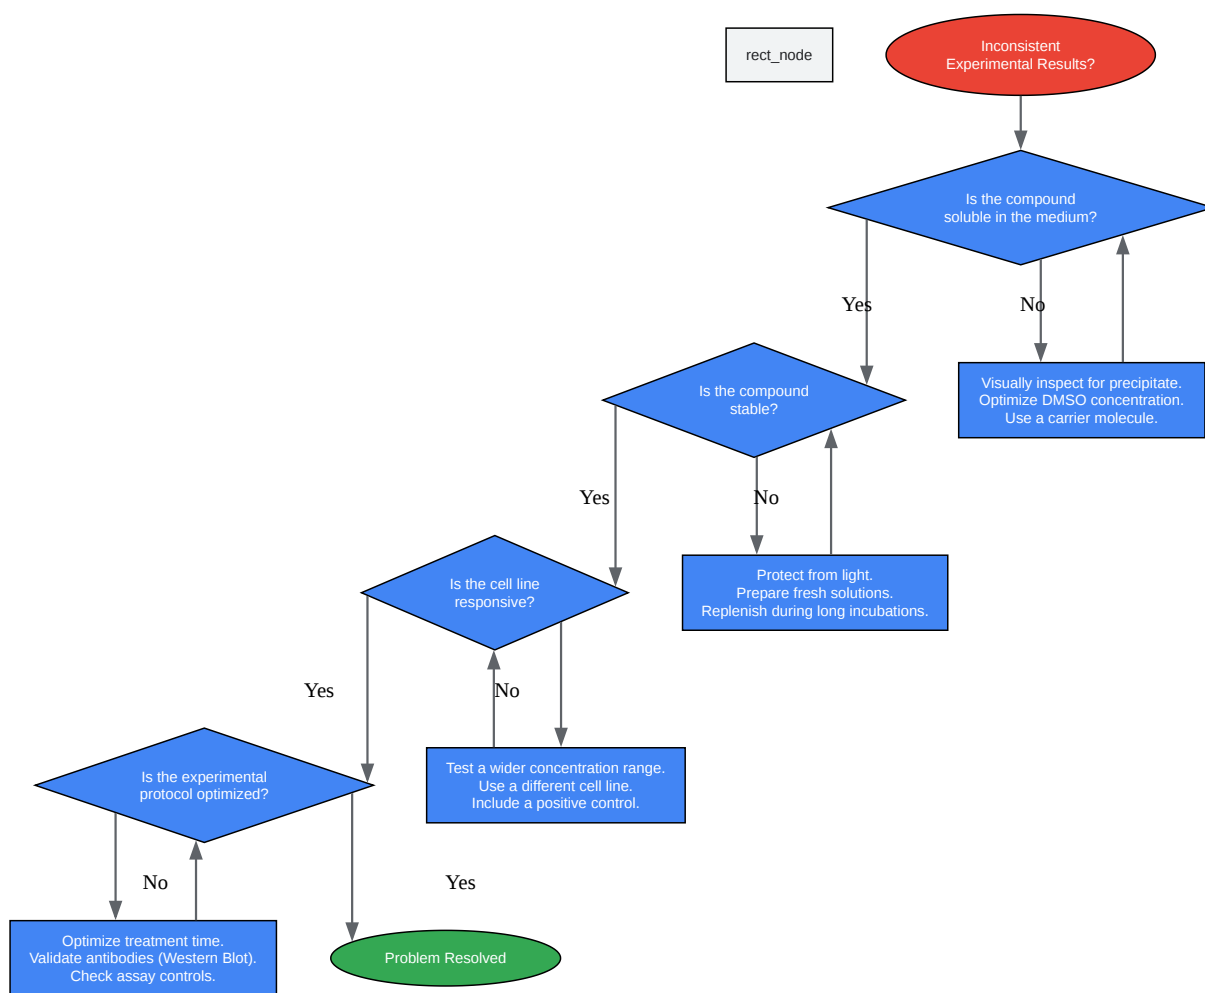 rect_node
Inconsistent
Experimental Results?
Is the compound
soluble in the medium?
Yes
No
Is the compound
stable?
Visually inspect for precipitate.
Optimize DMSO concentration.
Use a carrier molecule.
Yes
No
Is the cell line
responsive?
Protect from light.
Prepare fresh solutions.
Replenish during long incubations.
Yes
No
Is the experimental
protocol optimized?
Test a wider concentration range.
Use a different cell line.
Include a positive control.
No
Yes
Optimize treatment time.
Validate antibodies (Western Blot).
Check assay controls.
Problem Resolved